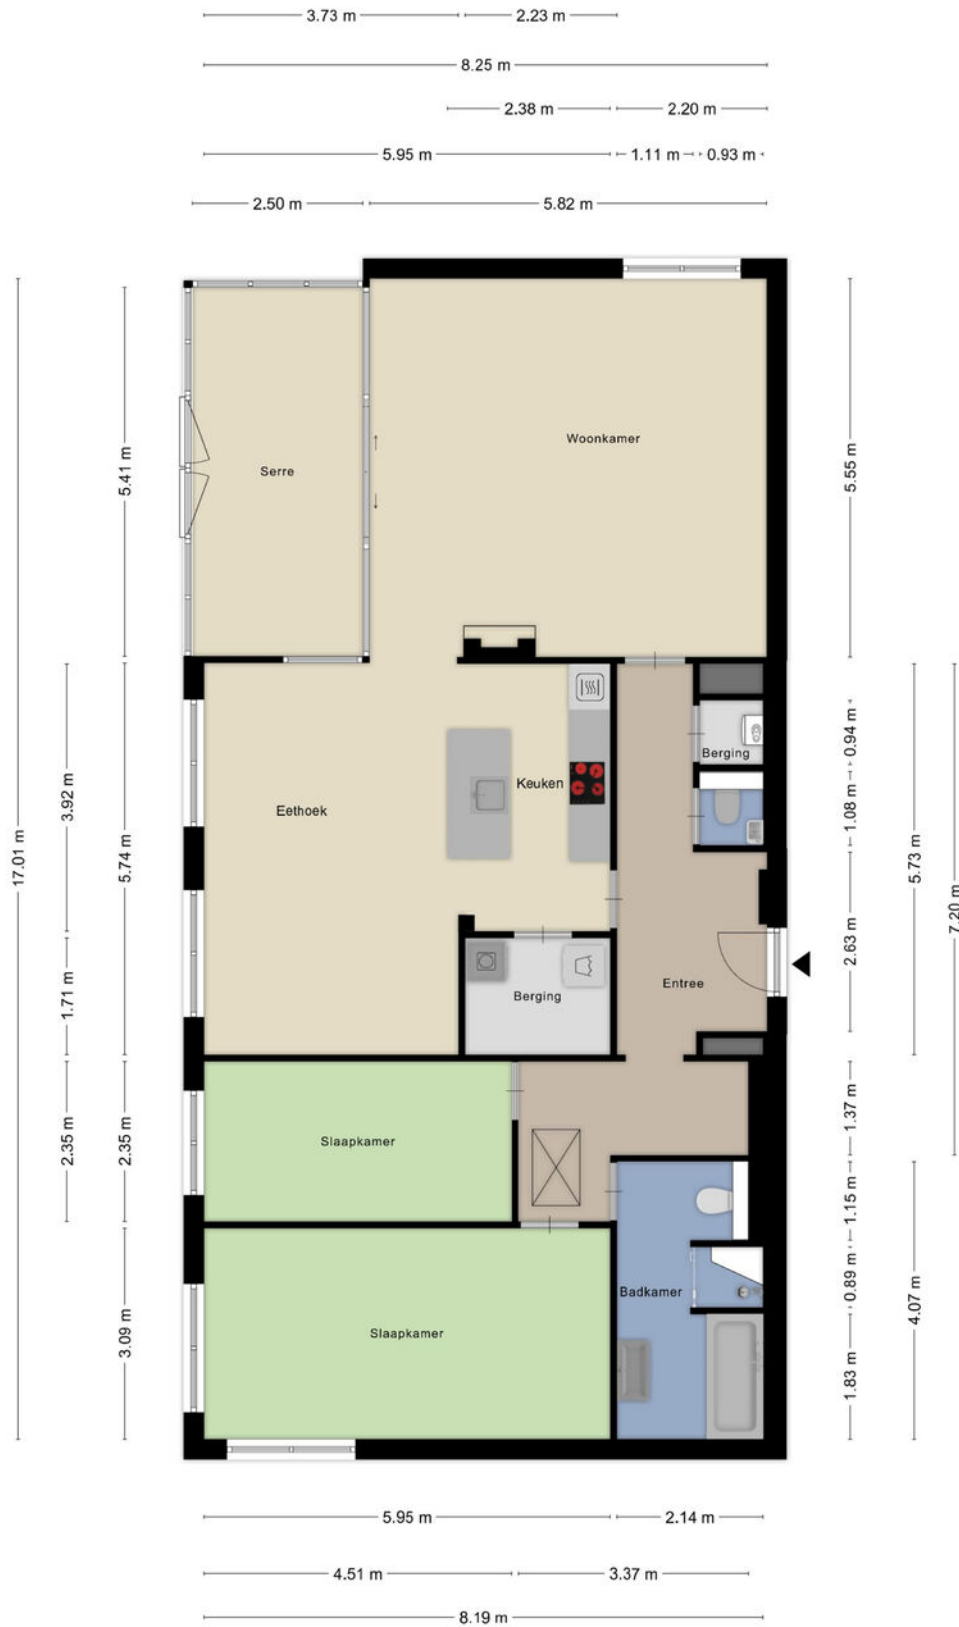 3.73 m 2.23 m
8.25 m
2.38 m 2.20 m
5.95 m 1.11 m 0.93 m
2.50 m 5.82 m
Woonkamer
Serre
5.41 m
5.55 m
Keuken
Eethoek
Berging
0.94 m
1.08 m
3.92 m
5.74 m
17.01 m
5.73 m
7.20 m
2.63 m
Entree
Berging
1.71 m
1.37 m
Slaapkamer
2.35 m
2.35 m
1.15 m
0.89 m
Badkamer
4.07 m
Slaapkamer
3.09 m
1.83 m
5.95 m 2.14 m
4.51 m 3.37 m
8.19 m